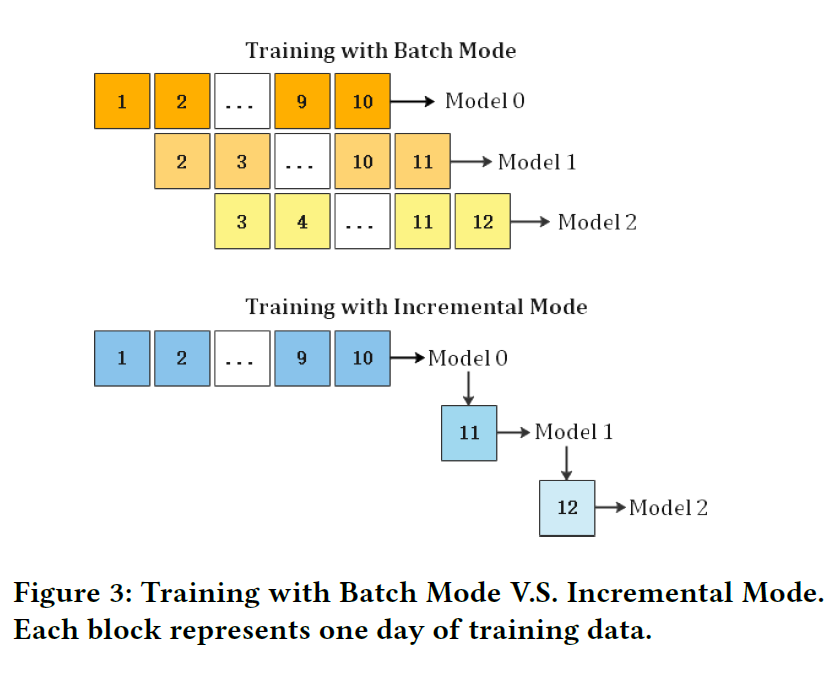 Training with Batch Mode
1 2 ... 9 10 Model 0
2 3 ... 10 11 Model 1
3 4 ... 11 12 Model 2
Training with Incremental Mode
1 2 ... 9 10 Model 0
11 Model 1
12 Model 2
Figure 3: Training with Batch Mode V.S. Incremental Mode.
Each block represents one day of training data.